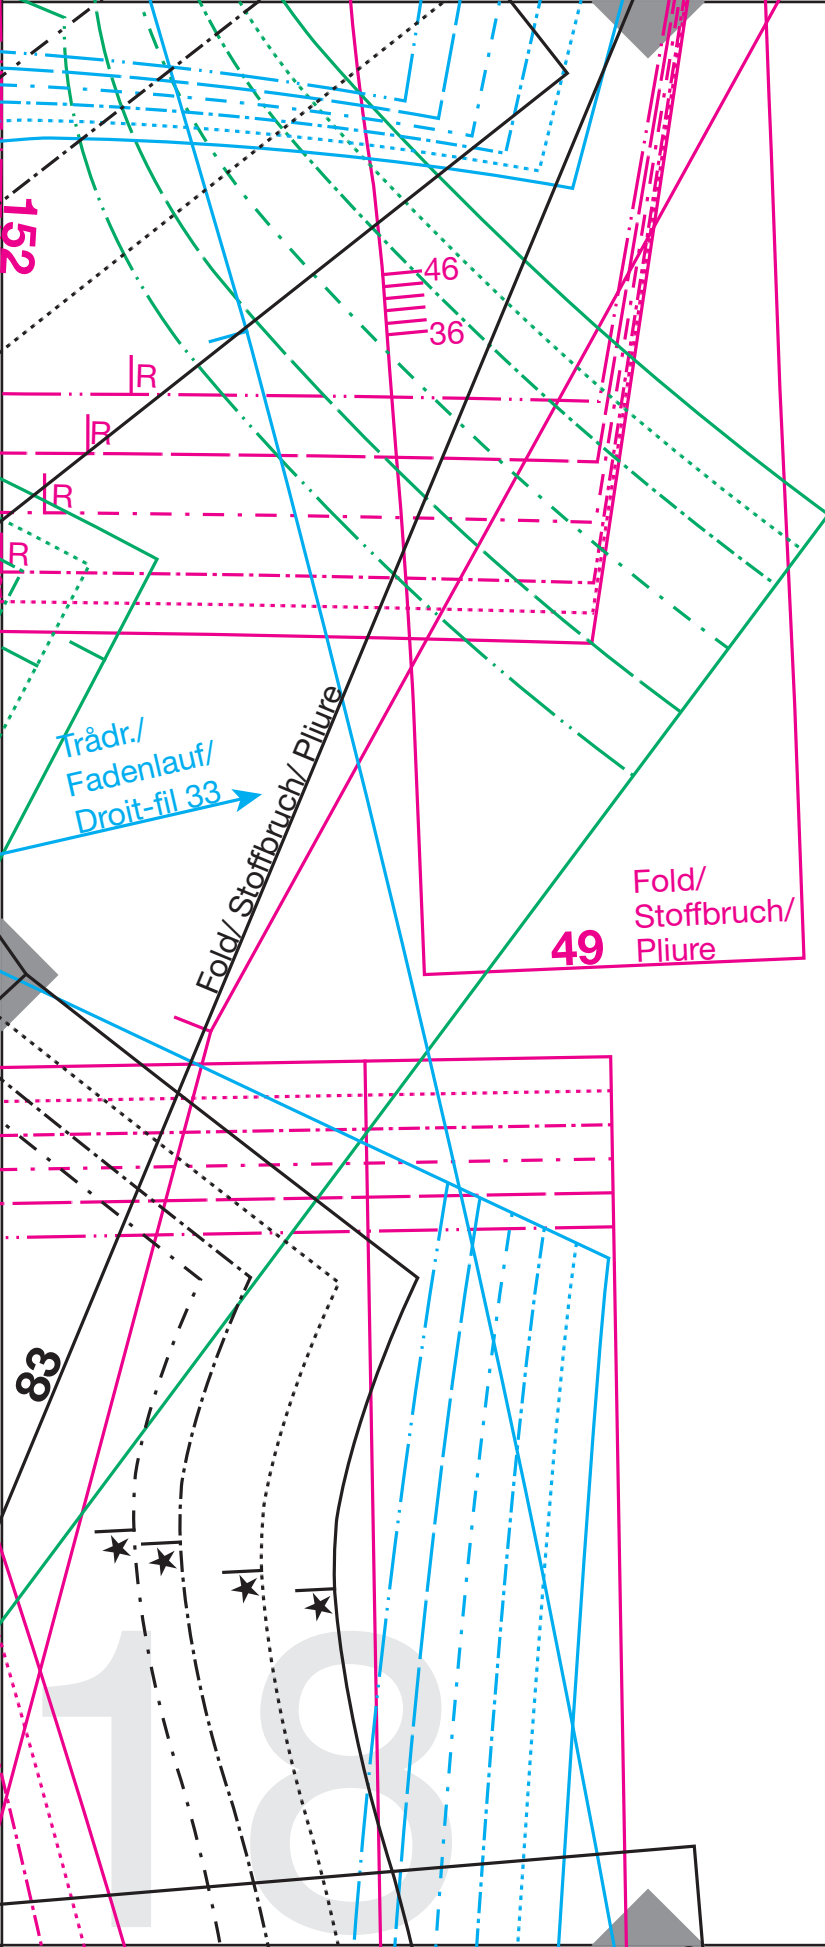 152
46
36
R
R
R
R
Trådr./
Fadenlauf/
Droit-fil 33
Fold/ Stoffbruch/ Pliure
Fold/
Stoffbruch/
49 Pliure
83
18